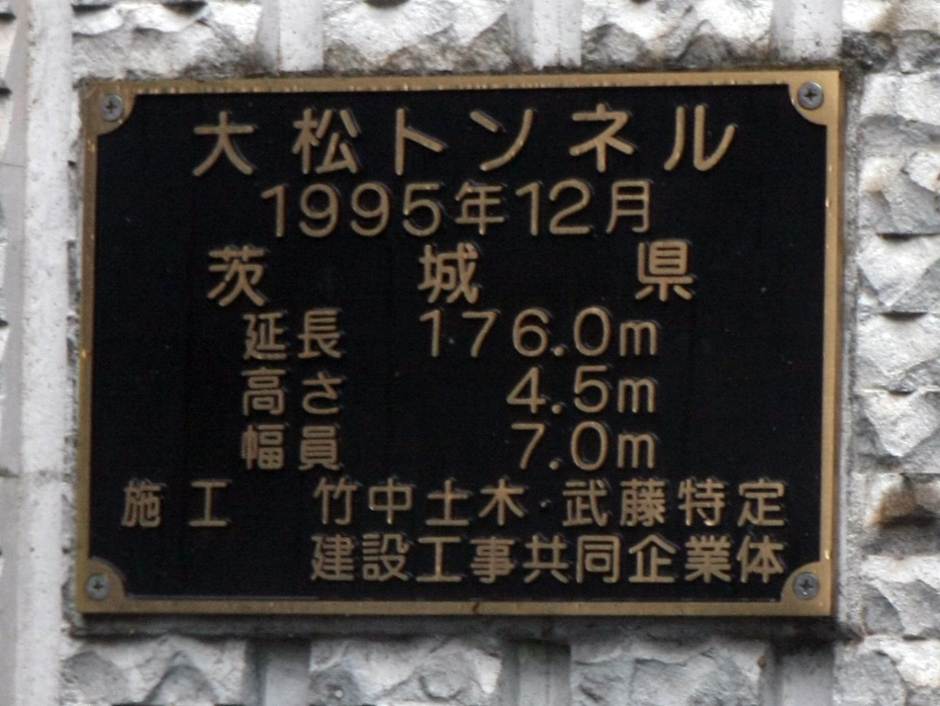 大松トンネル
1995年12月
茨城県
延長 176.0m
高さ 4.5m
幅員 7.0m
施工 竹中土木・武藤特定
建設工事共同企業体